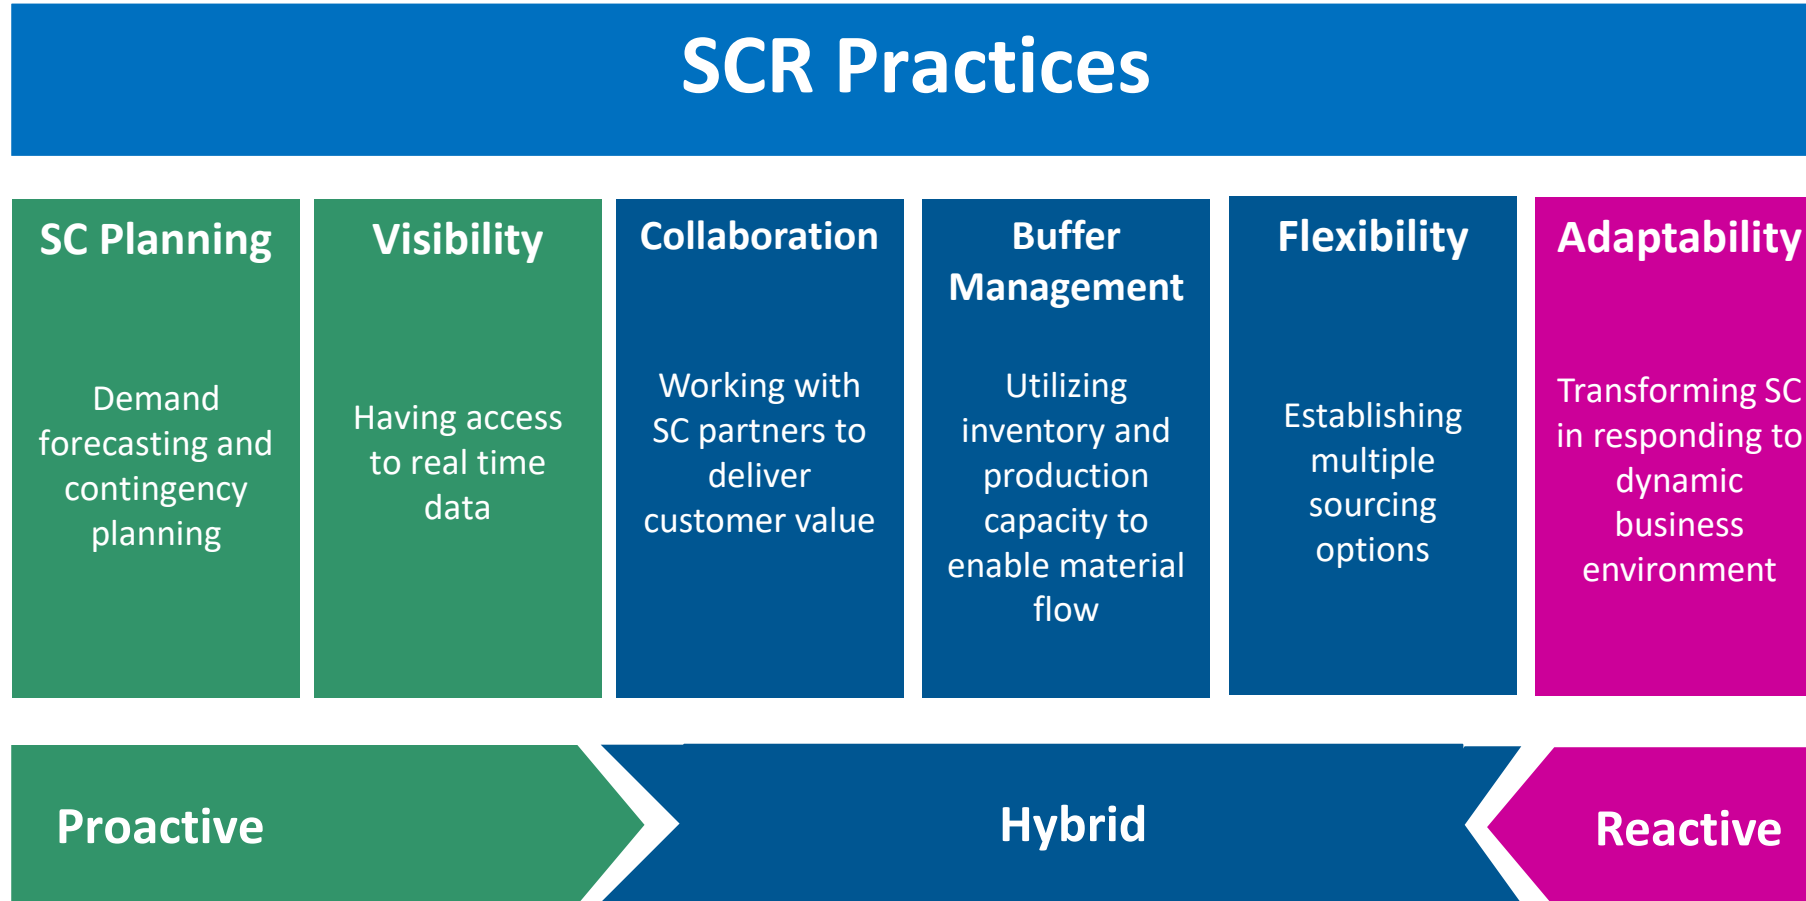 SCR Practices
SC Planning
Demand
forecasting and
contingency
planning
Visibility
Having access
to real time
data
Collaboration
Working with
SC partners to
deliver
customer value
Buffer
Management
Utilizing
inventory and
production
capacity to
enable material
flow
Flexibility
Establishing
multiple
sourcing
options
Adaptability
Transforming SC
in responding to
dynamic
business
environment
Proactive
Hybrid
Reactive